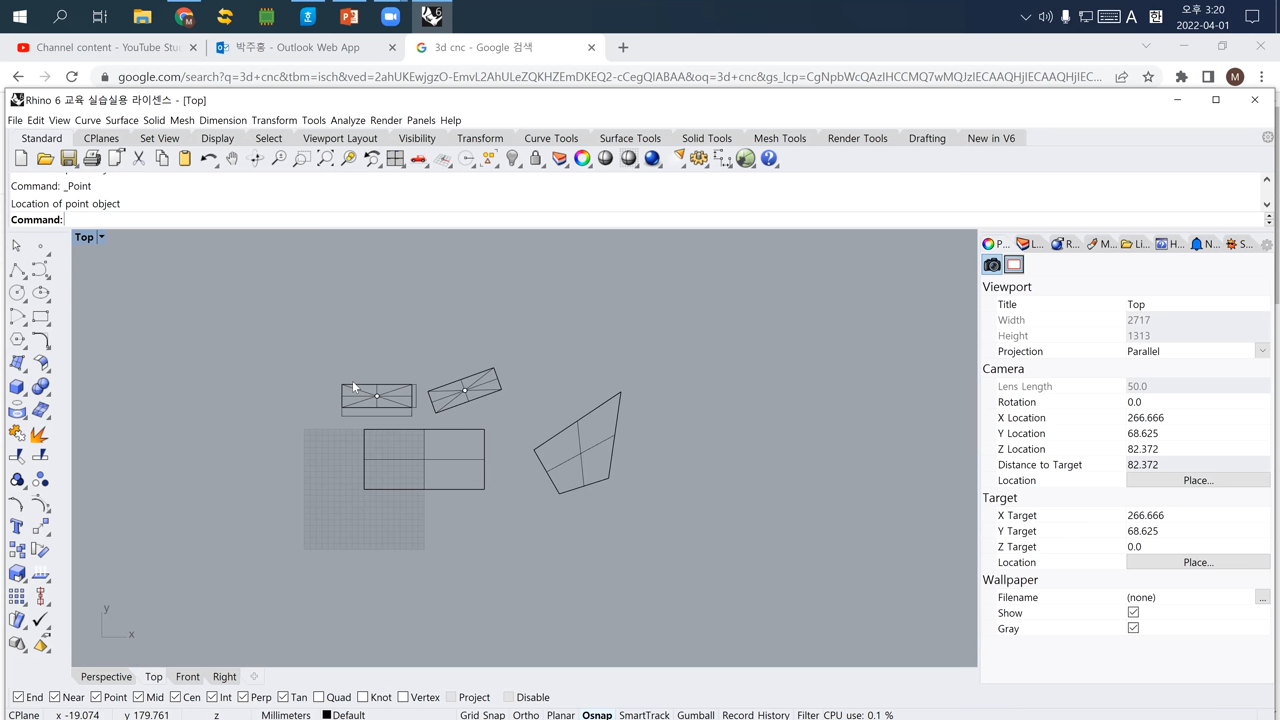 A 한 오후 3:20
2022-04-01
Channel content - YouTube Stu
박주홍 - Outlook Web App
3d cnc - Google 검색
google.com/search?q=3d+cnc&tbm=isch&ved=2ahUKEwjgzO-EmvL2AhULeZQKHZEmDKEQ2-cCegQIABAA&oq=3d+cnc&gs_lcp=CgNpbWcQAzIHCCMQ7wMQJzIECAAQHjIECAAQHjIECAAQHjIECAAQHjIECAA...
M
Rhino 6 교육 실습실용 라이센스 - [Top]
File Edit View Curve Surface Solid Mesh Dimension Transform Tools Analyze Render Panels Help
Standard CPlanes Set View Display Select Viewport Layout Visibility Transform Curve Tools Surface Tools Solid Tools Mesh Tools Render Tools Drafting New in V6
Command: _Point
Location of point object
Command:
Top
P... L... R... M... Li... H... N... S...
Viewport
Title Top
Width 2717
Height 1313
Projection Parallel
Camera
Lens Length 50.0
Rotation 0.0
X Location 266.666
Y Location 68.625
Z Location 82.372
Distance to Target 82.372
Location Place...
Target
X Target 266.666
Y Target 68.625
Z Target 0.0
Location Place...
Wallpaper
Filename (none) ...
Show
Gray
y
x
Perspective Top Front Right
End Near Point Mid Cen Int Perp Tan Quad Knot Vertex Project Disable
CPlane x -19.074 y 179.761 z Millimeters Default Grid Snap Ortho Planar Osnap SmartTrack Gumball Record History Filter CPU use: 0.1 %